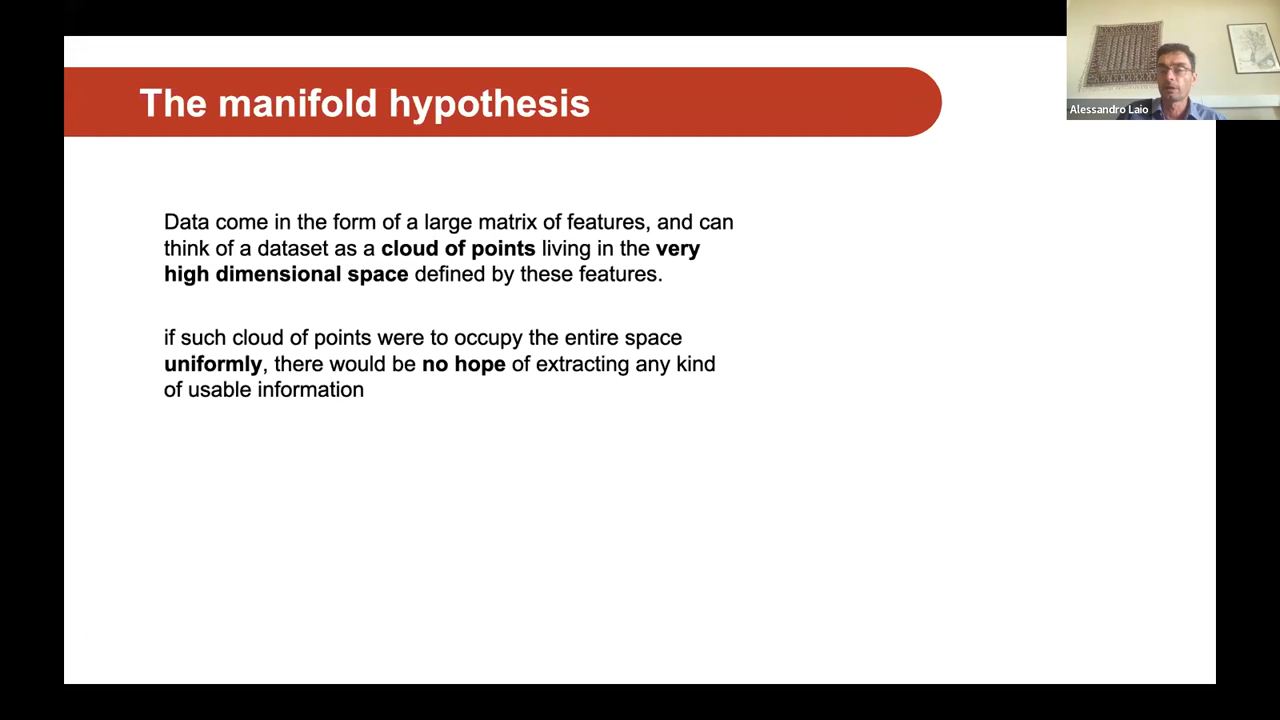 The manifold hypothesis
Alessandro Laio
Data come in the form of a large matrix of features, and can
think of a dataset as a cloud of points living in the very
high dimensional space defined by these features.
if such cloud of points were to occupy the entire space
uniformly, there would be no hope of extracting any kind
of usable information